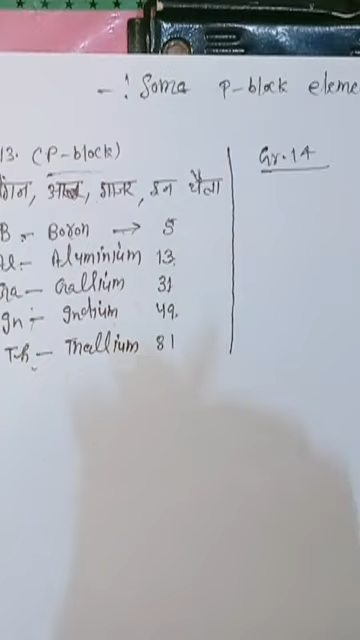 -: Some p-block eleme
13. (P-block) Gr. 14
आलू, गाजर, इन थैला
B - Boron → 5
Al - Aluminium 13
Ga - Gallium 31
In - Indium 49.
Th - Thallium 81